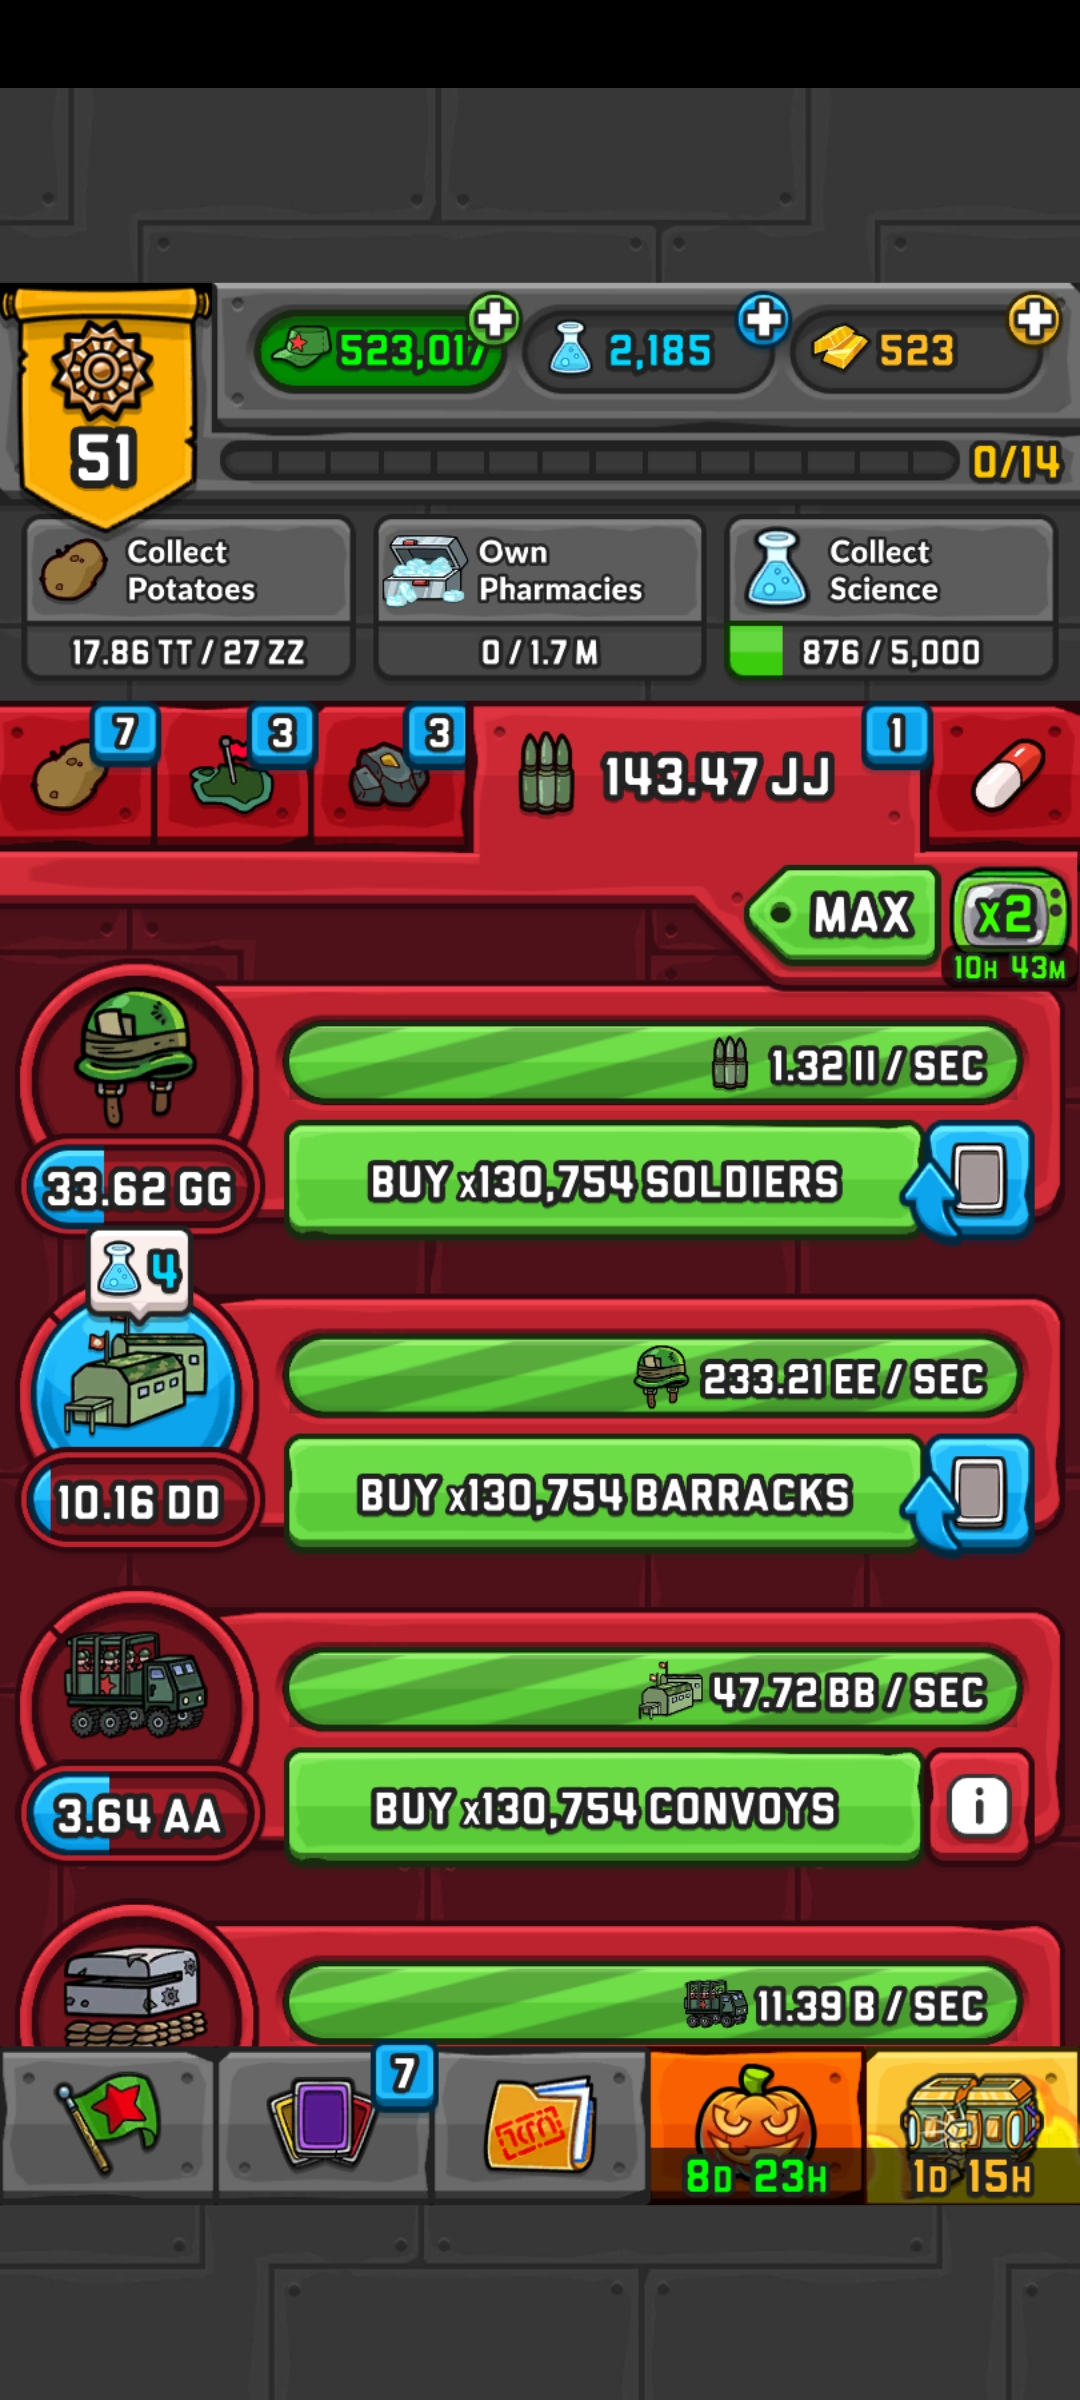 523,017
2,185
523
51
0/14
Collect
Potatoes
17.86 TT / 27 ZZ
Own
Pharmacies
0 / 1.7 M
Collect
Science
876 / 5,000
7
3
3
143.47 JJ
1
MAX
x2
10H 43M
1.32 II / SEC
33.62 GG
BUY x130,754 SOLDIERS
4
233.21 EE / SEC
10.16 DD
BUY x130,754 BARRACKS
47.72 BB / SEC
3.64 AA
BUY x130,754 CONVOYS
i
11.39 B / SEC
7
8D 23H
1D 15H